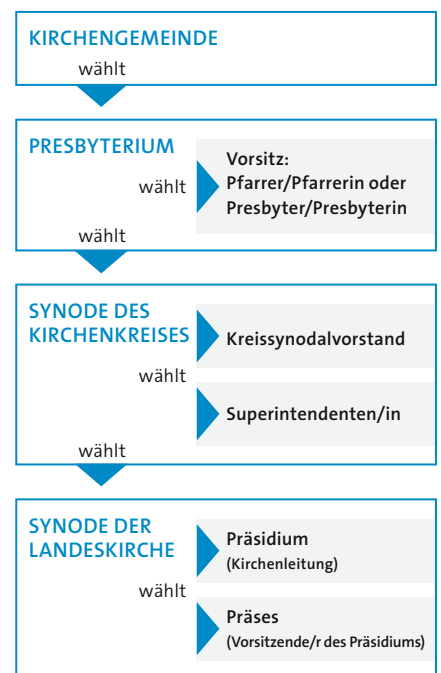 KIRCHENGEMEINDE
wählt
PRESBYTERIUM
wählt
Vorsitz:
Pfarrer/Pfarrerin oder
Presbyter/Presbyterin
wählt
SYNODE DES
KIRCHENKREISES
Kreissynodalvorstand
wählt
Superintendenten/in
wählt
SYNODE DER
LANDESKIRCHE
Präsidium
(Kirchenleitung)
wählt
Präses
(Vorsitzende/r des Präsidiums)